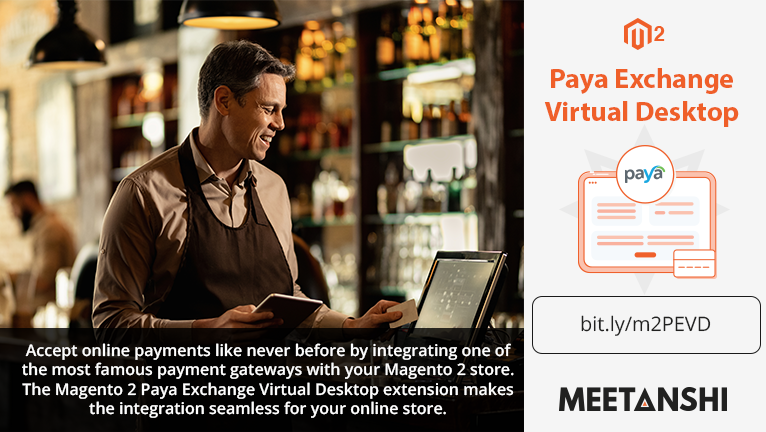 Accept online payments like never before by integrating one of
the most famous payment gateways with your Magento 2 store.
The Magento 2 Paya Exchange Virtual Desktop extension makes
the integration seamless for your online store.
2
Paya Exchange
Virtual Desktop
paya
bit.ly/m2PEVD
MEETANSHI